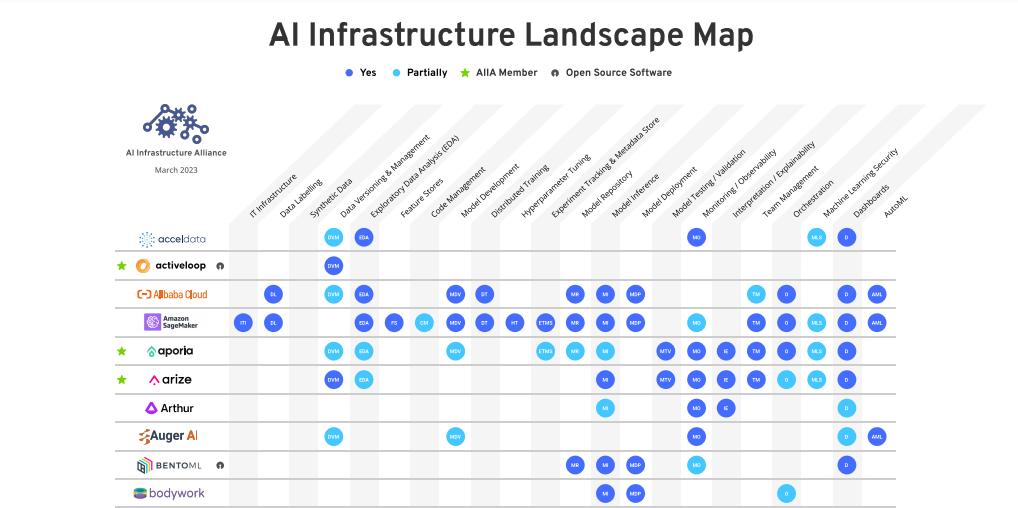 AI Infrastructure Landscape Map
Yes Partially AIIA Member Open Source Software
AI Infrastructure Alliance
March 2023
IT Infrastructure
Data Labelling
Synthetic Data
Data Versioning & Management
Exploratory Data Analysis (EDA)
Feature Stores
Code Management
Model Development
Distributed Training
Hyperparameter Tuning
Experiment Tracking & Metadata Store
Model Repository
Model Inference
Model Deployment
Model Testing / Validation
Monitoring / Observability
Interpretation / Explainability
Team Management
Orchestration
Machine Learning Security
Dashboards
AutoML
acceldata DVM EDA MO MLS D
activeloop DVM
Alibaba Cloud DL DVM EDA MDV DT MR MI MDP TM O D AML
Amazon
SageMaker ITI DL EDA FS CM MDV DT HT ETMS MR MI MDP MO TM O MLS D AML
aporia DVM EDA MDV ETMS MR MI MTV MO IE TM O MLS D
arize DVM EDA MI MTV MO IE TM O MLS D
Arthur MI MO IE D
Auger AI DVM MDV MO D AML
BENTOML MR MI MDP MO D
bodywork MI MDP O